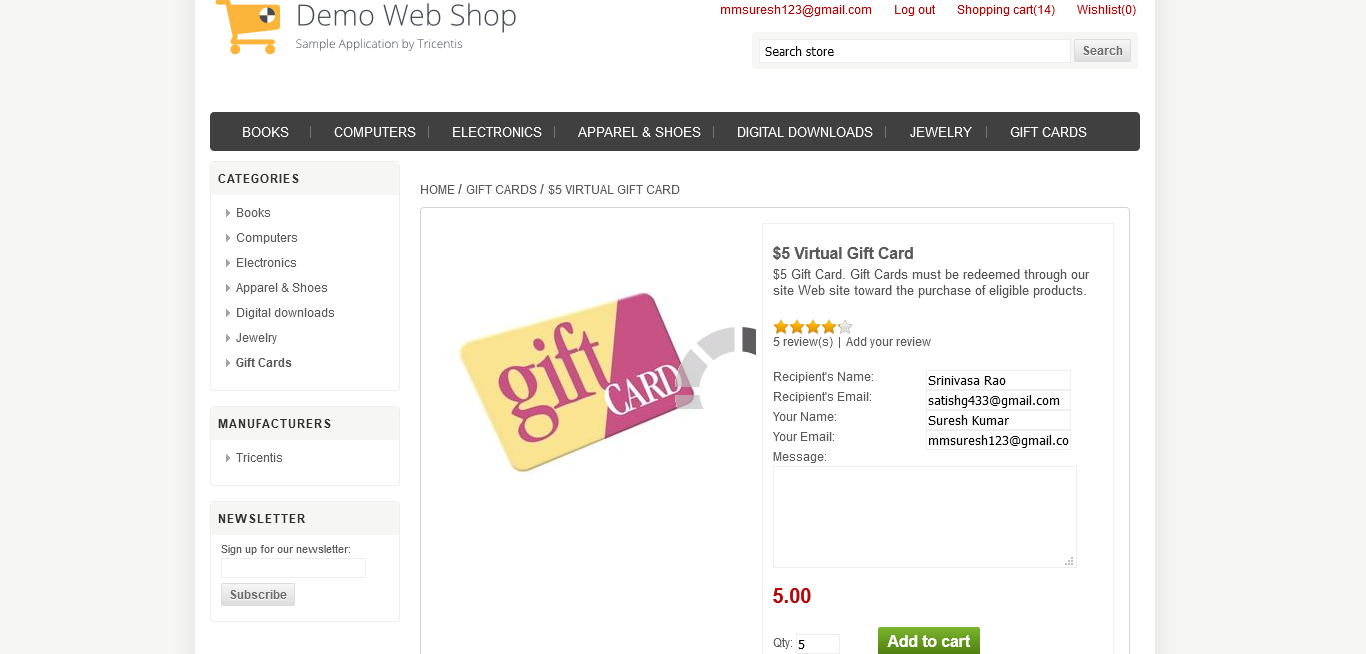 Demo Web Shop
Sample Application by Tricentis
mmsuresh123@gmail.com Log out Shopping cart(14) Wishlist(0)
Search store Search
BOOKS COMPUTERS ELECTRONICS APPAREL & SHOES DIGITAL DOWNLOADS JEWELRY GIFT CARDS
CATEGORIES
Books
Computers
Electronics
Apparel & Shoes
Digital downloads
Jewelry
Gift Cards
MANUFACTURERS
Tricentis
NEWSLETTER
Sign up for our newsletter:
Subscribe
HOME / GIFT CARDS / $5 VIRTUAL GIFT CARD
gift
CARD
$5 Virtual Gift Card
$5 Gift Card. Gift Cards must be redeemed through our
site Web site toward the purchase of eligible products.
5 review(s) | Add your review
Recipient's Name: Srinivasa Rao
Recipient's Email: satishg433@gmail.com
Your Name: Suresh Kumar
Your Email: mmsuresh123@gmail.co
Message:
5.00
Qty: 5 Add to cart